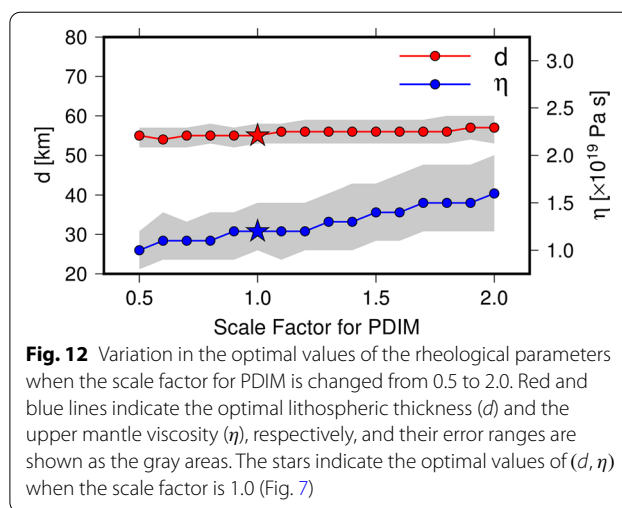 80
70
60
50
40
30
20
d [km]
d
η
3.0
2.5
2.0
1.5
1.0
η [×10¹⁹ Pa s]
0.5 1.0 1.5 2.0
Scale Factor for PDIM
Fig. 12 Variation in the optimal values of the rheological parameters
when the scale factor for PDIM is changed from 0.5 to 2.0. Red and
blue lines indicate the optimal lithospheric thickness (d) and the
upper mantle viscosity (η), respectively, and their error ranges are
shown as the gray areas. The stars indicate the optimal values of (d, η)
when the scale factor is 1.0 (Fig. 7)